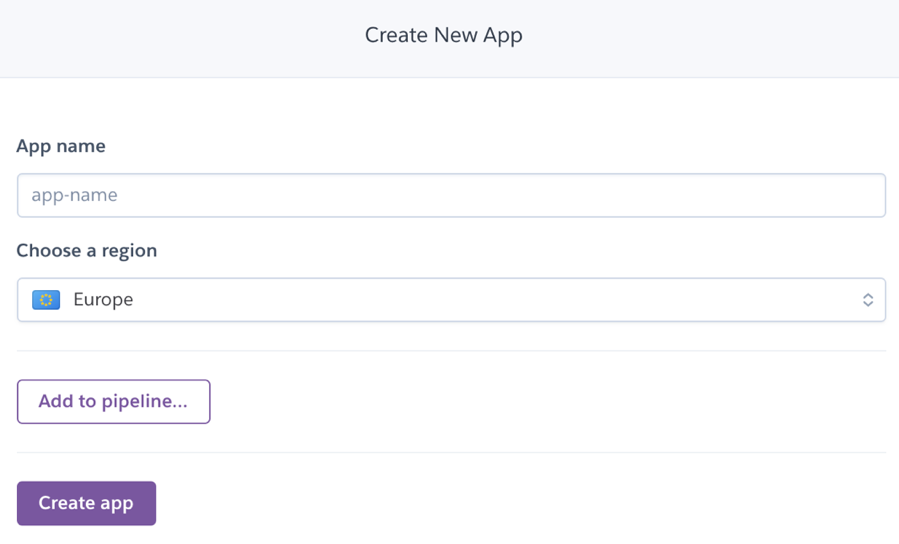 Create New App
App name
app-name
Choose a region
Europe
Add to pipeline...
Create app